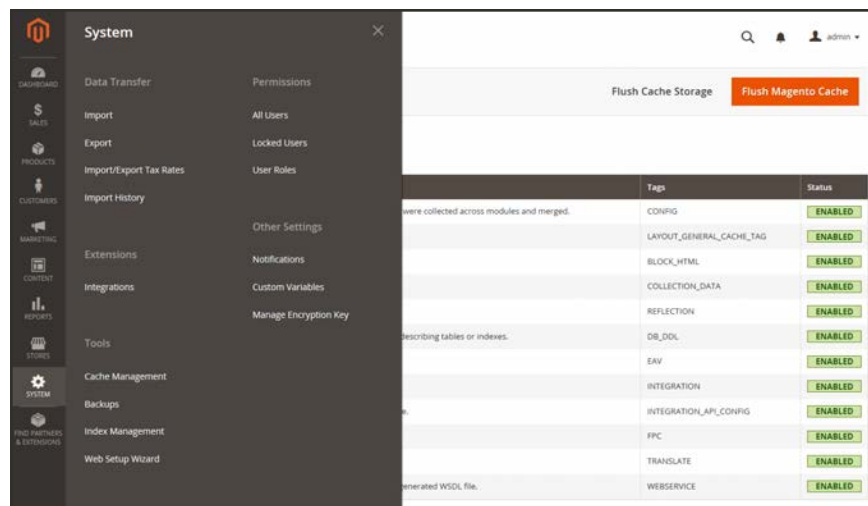 System
admin
DASHBOARD
SALES
PRODUCTS
CUSTOMERS
MARKETING
CONTENT
REPORTS
STORES
SYSTEM
FIND PARTNERS
& EXTENSIONS
Data Transfer
Import
Export
Import/Export Tax Rates
Import History
Extensions
Integrations
Tools
Cache Management
Backups
Index Management
Web Setup Wizard
Permissions
All Users
Locked Users
User Roles
Other Settings
Notifications
Custom Variables
Manage Encryption Key
Flush Cache Storage
Flush Magento Cache
Tags Status
were collected across modules and merged. CONFIG ENABLED
LAYOUT_GENERAL_CACHE_TAG ENABLED
BLOCK_HTML ENABLED
COLLECTION_DATA ENABLED
REFLECTION ENABLED
describing tables or indexes. DB_DDL ENABLED
EAV ENABLED
INTEGRATION ENABLED
e. INTEGRATION_API_CONFIG ENABLED
FPC ENABLED
TRANSLATE ENABLED
generated WSDL file. WEBSERVICE ENABLED